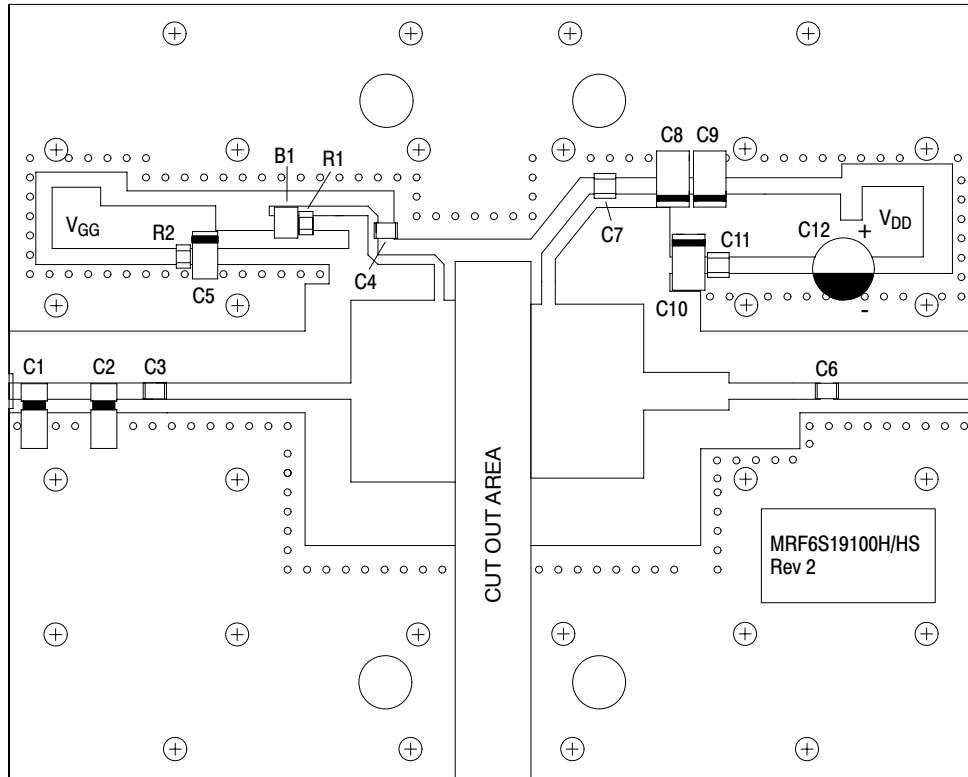 C8 C9
B1 R1
VGG
R2
C5
C4
C7
C10
C11
C12
+
VDD
-
C1 C2 C3
C6
CUT OUT AREA
MRF6S19100H/HS
Rev 2